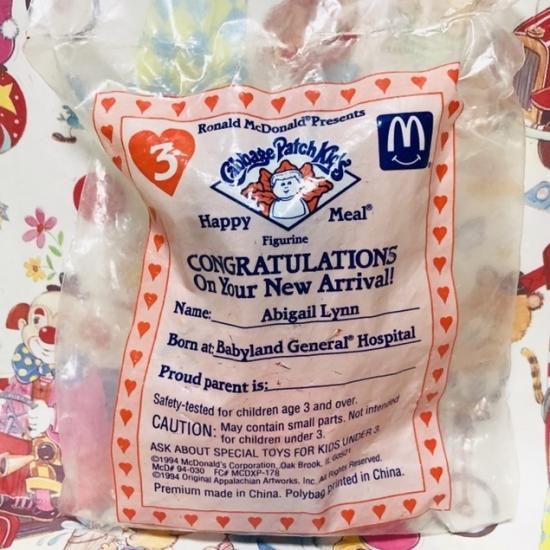 Ronald McDonald® Presents
3
Cabbage Patch Kids
M
Happy Meal®
Figurine
CONGRATULATIONS
On Your New Arrival!
Name: Abigail Lynn
Born at: Babyland General® Hospital
Proud parent is:
Safety-tested for children age 3 and over.
CAUTION: May contain small parts. Not intended
for children under 3.
ASK ABOUT SPECIAL TOYS FOR KIDS UNDER 3.
©1994 McDonald's Corporation, Oak Brook, IL 60521
McD# 94-030 FC# MCDXP-178
©1994 Original Appalachian Artworks, Inc. All Rights Reserved.
Premium made in China. Polybag printed in China.